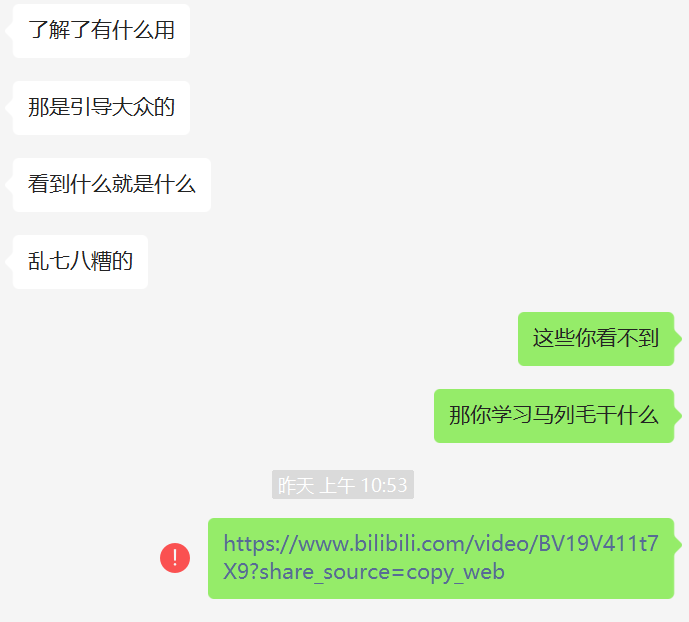 了解了有什么用
那是引导大众的
看到什么就是什么
乱七八糟的
这些你看不到
那你学习马列毛干什么
昨天 上午 10:53
https://www.bilibili.com/video/BV19V411t7
X9?share_source=copy_web